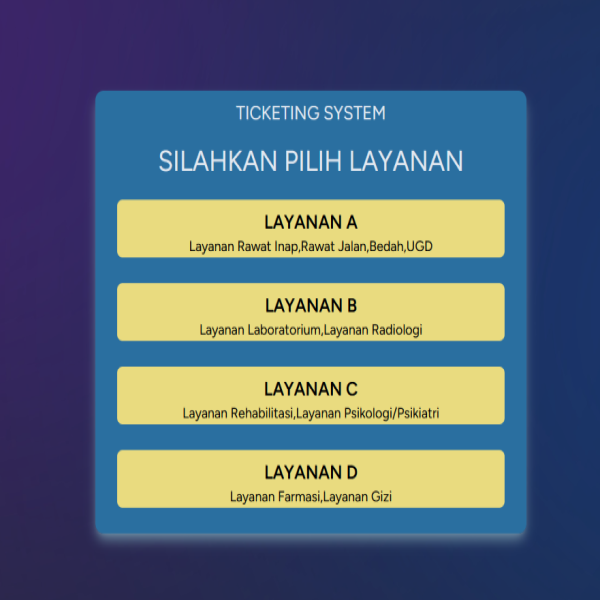 TICKETING SYSTEM
SILAHKAN PILIH LAYANAN
LAYANAN A
Layanan Rawat Inap,Rawat Jalan,Bedah,UGD
LAYANAN B
Layanan Laboratorium,Layanan Radiologi
LAYANAN C
Layanan Rehabilitasi,Layanan Psikologi/Psikiatri
LAYANAN D
Layanan Farmasi,Layanan Gizi